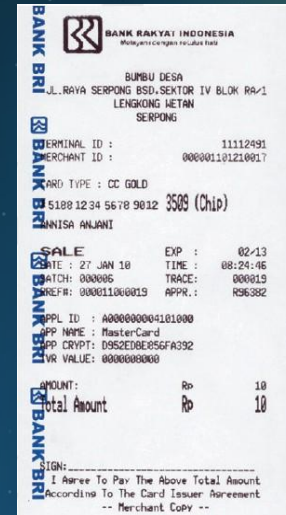 BANK RAKYAT INDONESIA
Melayani dengan setulus hati
BUMBU DESA
JL.RAYA SERPONG BSD.SEKTOR IV BLOK RA/1
LENGKONG WETAN
SERPONG
TERMINAL ID : 11112491
MERCHANT ID : 000001101210017
CARD TYPE : CC GOLD
5188 1234 5678 9012 3509 (Chip)
ANNISA ANJANI
SALE EXP : 02/13
DATE : 27 JAN 10 TIME : 08:24:46
BATCH: 000006 TRACE: 000019
RREF#: 000011000019 APPR.: R96382
APPL ID : A000000004101000
APP NAME : MasterCard
APP CRYPT: D952EDBE856FA392
TVR VALUE: 0000008000
AMOUNT: Rp 10
Total Amount Rp 10
SIGN:
I Agree To Pay The Above Total Amount
According To The Card Issuer Agreement
-- Merchant Copy --
BANK BRI
BANK BRI
BANK BRI
BANK BRI